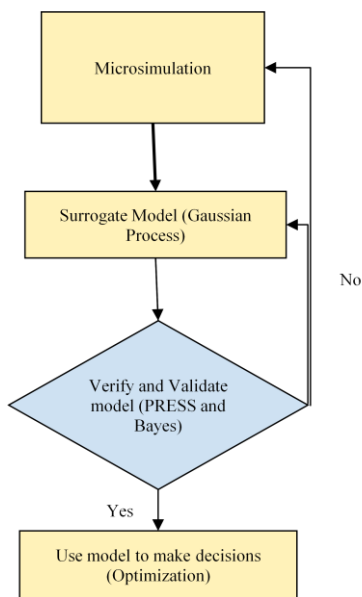 Microsimulation
Surrogate Model (Gaussian
Process)
No
Verify and Validate
model (PRESS and
Bayes)
Yes
Use model to make decisions
(Optimization)